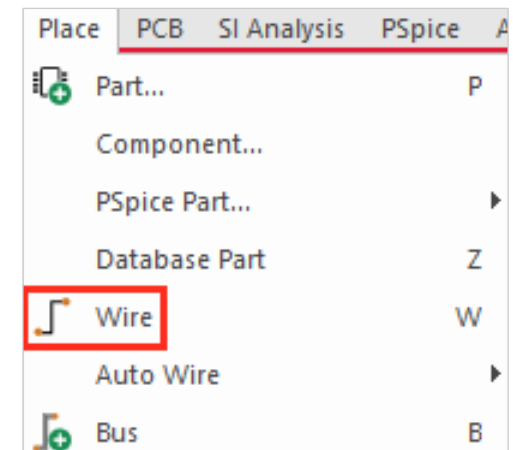 Place PCB SI Analysis PSpice
Part... P
Component...
PSpice Part...
Database Part Z
Wire W
Auto Wire
Bus B